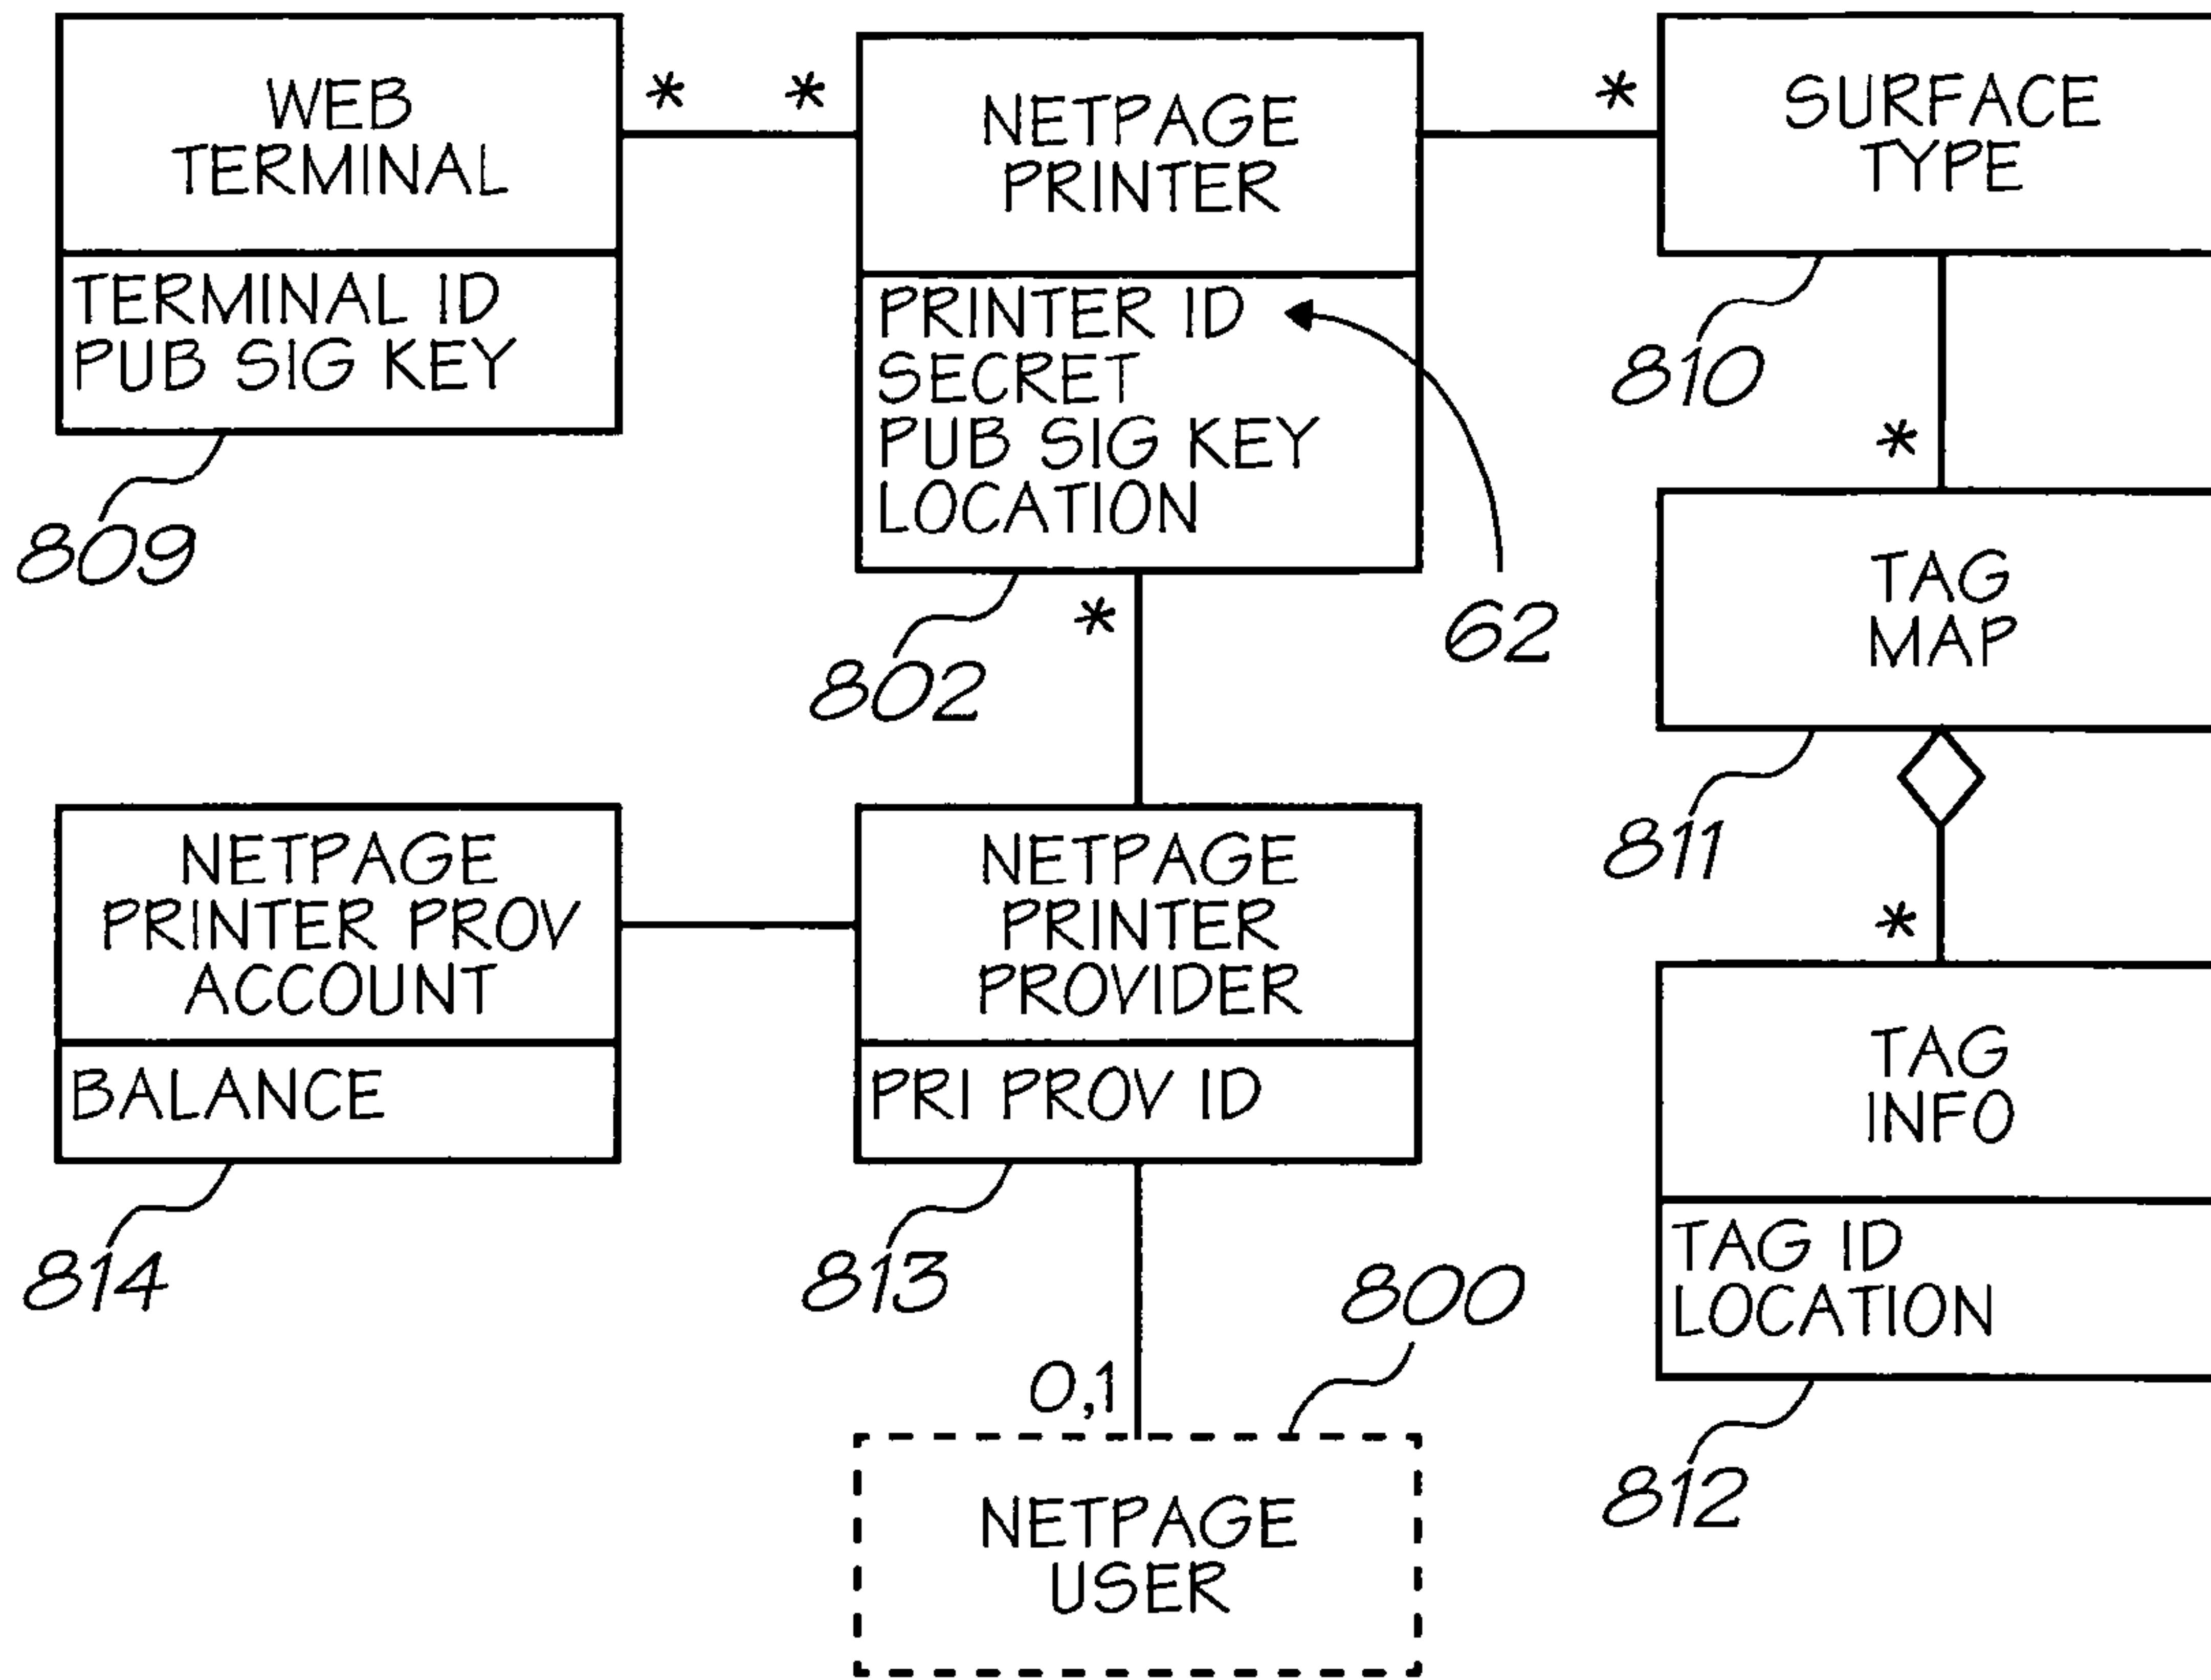 WEB
TERMINAL
TERMINAL ID
PUB SIG KEY
809
*
*
NETPAGE
PRINTER
PRINTER ID
SECRET
PUB SIG KEY
LOCATION
62
802
*
*
SURFACE
TYPE
810
*
TAG
MAP
811
*
TAG
INFO
TAG ID
LOCATION
812
NETPAGE
PRINTER PROV
ACCOUNT
BALANCE
814
NETPAGE
PRINTER
PROVIDER
PRI PROV ID
813
0,1
800
NETPAGE
USER